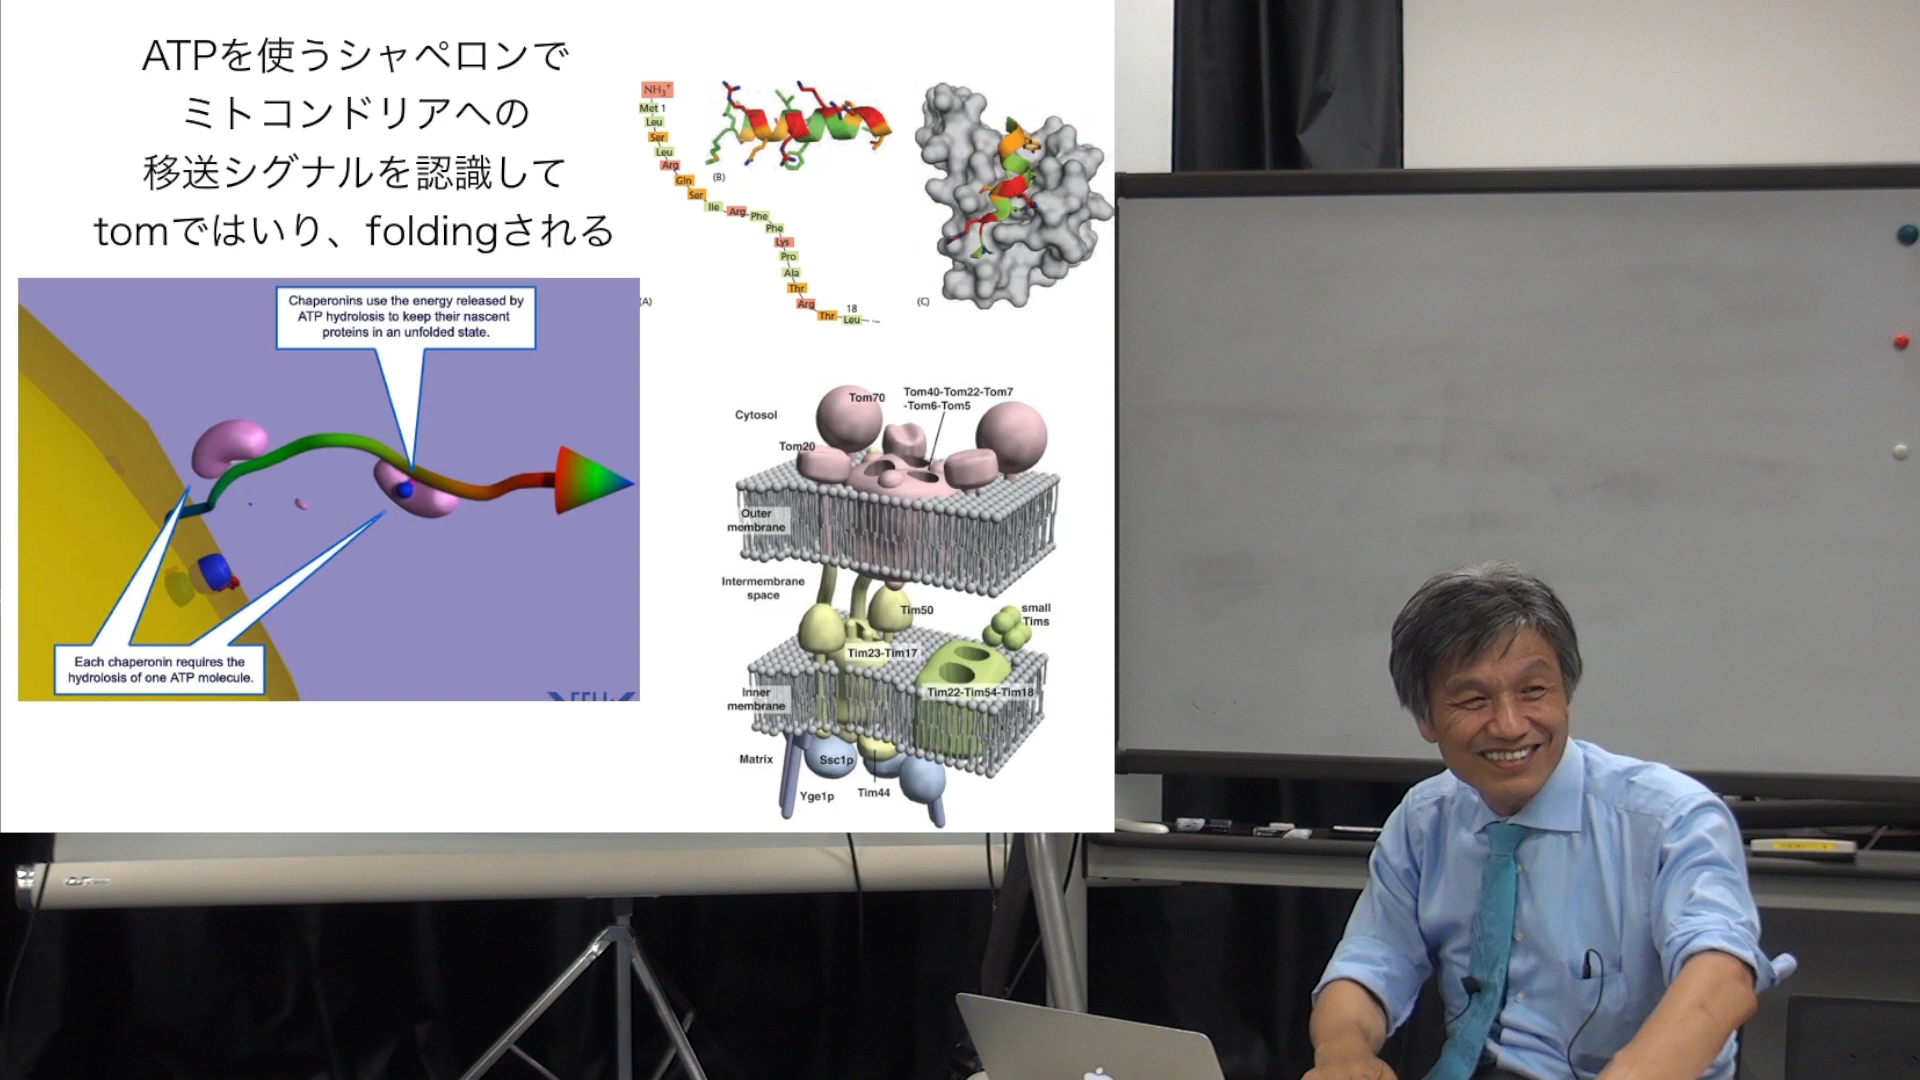 ATPを使うシャペロンで
ミトコンドリアへの
移送シグナルを認識して
tomではいり、foldingされる
Chaperonins use the energy released by
ATP hydrolosis to keep their nascent
proteins in an unfolded state.
Each chaperonin requires the
hydrolosis of one ATP molecule.
NH₃⁺
Met 1
Leu
Ser
Leu
Arg
Gln
Ser
Ile
Arg
Phe
Phe
Lys
Pro
Ala
Thr
Arg
Thr
18
Leu
(A)
(B)
(C)
Cytosol
Tom70
Tom40-Tom22-Tom7
-Tom6-Tom5
Tom20
Outer
membrane
Intermembrane
space
Tim50
small
Tims
Tim23-Tim17
Inner
membrane
Tim22-Tim54-Tim18
Matrix
Ssc1p
Yge1p
Tim44